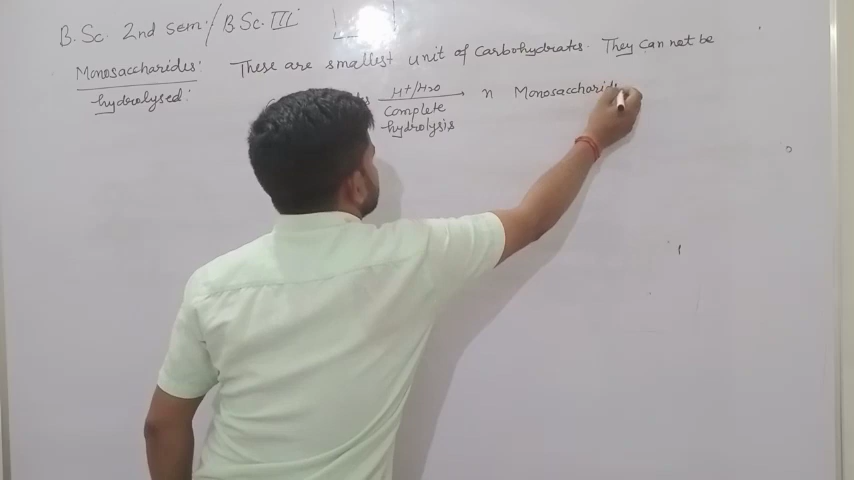 B.Sc. 2nd sem./B.Sc. III
Monosaccharides: These are smallest unit of Carbohydrates. They can not be
hydrolysed:
H+/H2O n
Complete
hydrolysis